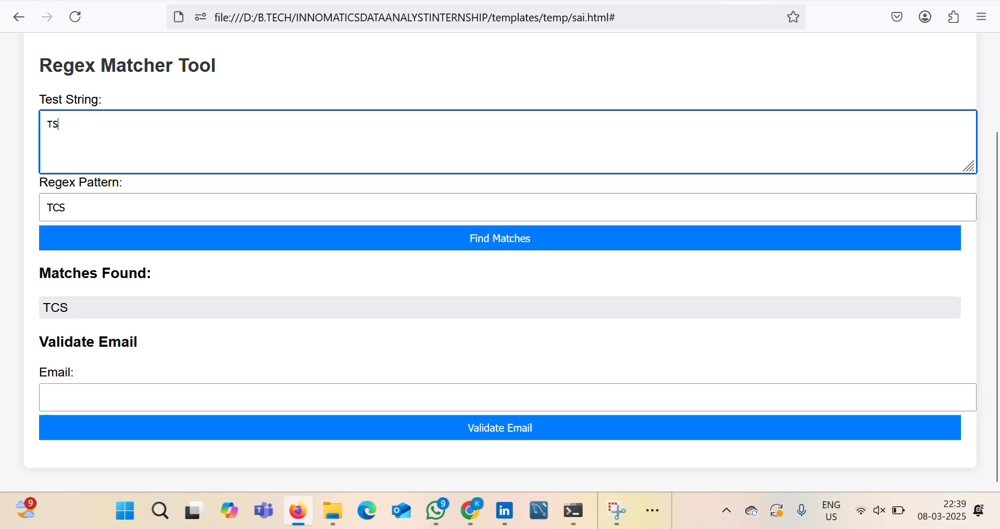 file:///D:/B.TECH/INNOMATICSDATAANALYSTINTERNSHIP/templates/temp/sai.html#
Regex Matcher Tool
Test String:
TS
Regex Pattern:
TCS
Find Matches
Matches Found:
TCS
Validate Email
Email:
Validate Email
9
9
K
ENG
US
22:39
08-03-2025